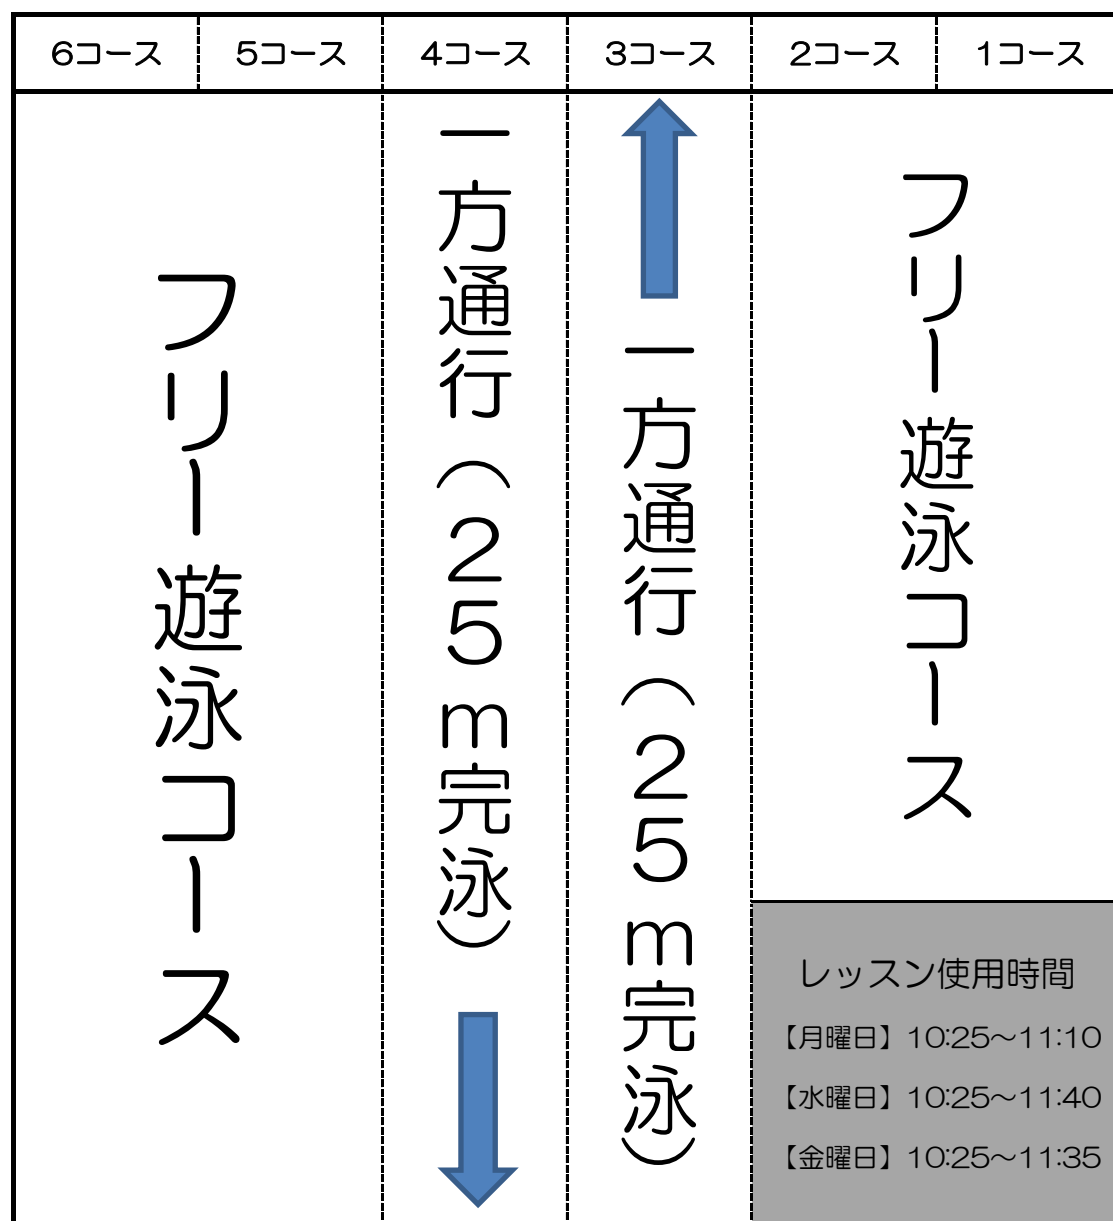 6コース
5コース
4コース
3コース
2コース
1コース
フリー遊泳コース
一方通行(25m完泳)
一方通行(25m完泳)
フリー遊泳コース
レッスン使用時間
【月曜日】10:25～11:10
【水曜日】10:25～11:40
【金曜日】10:25～11:35